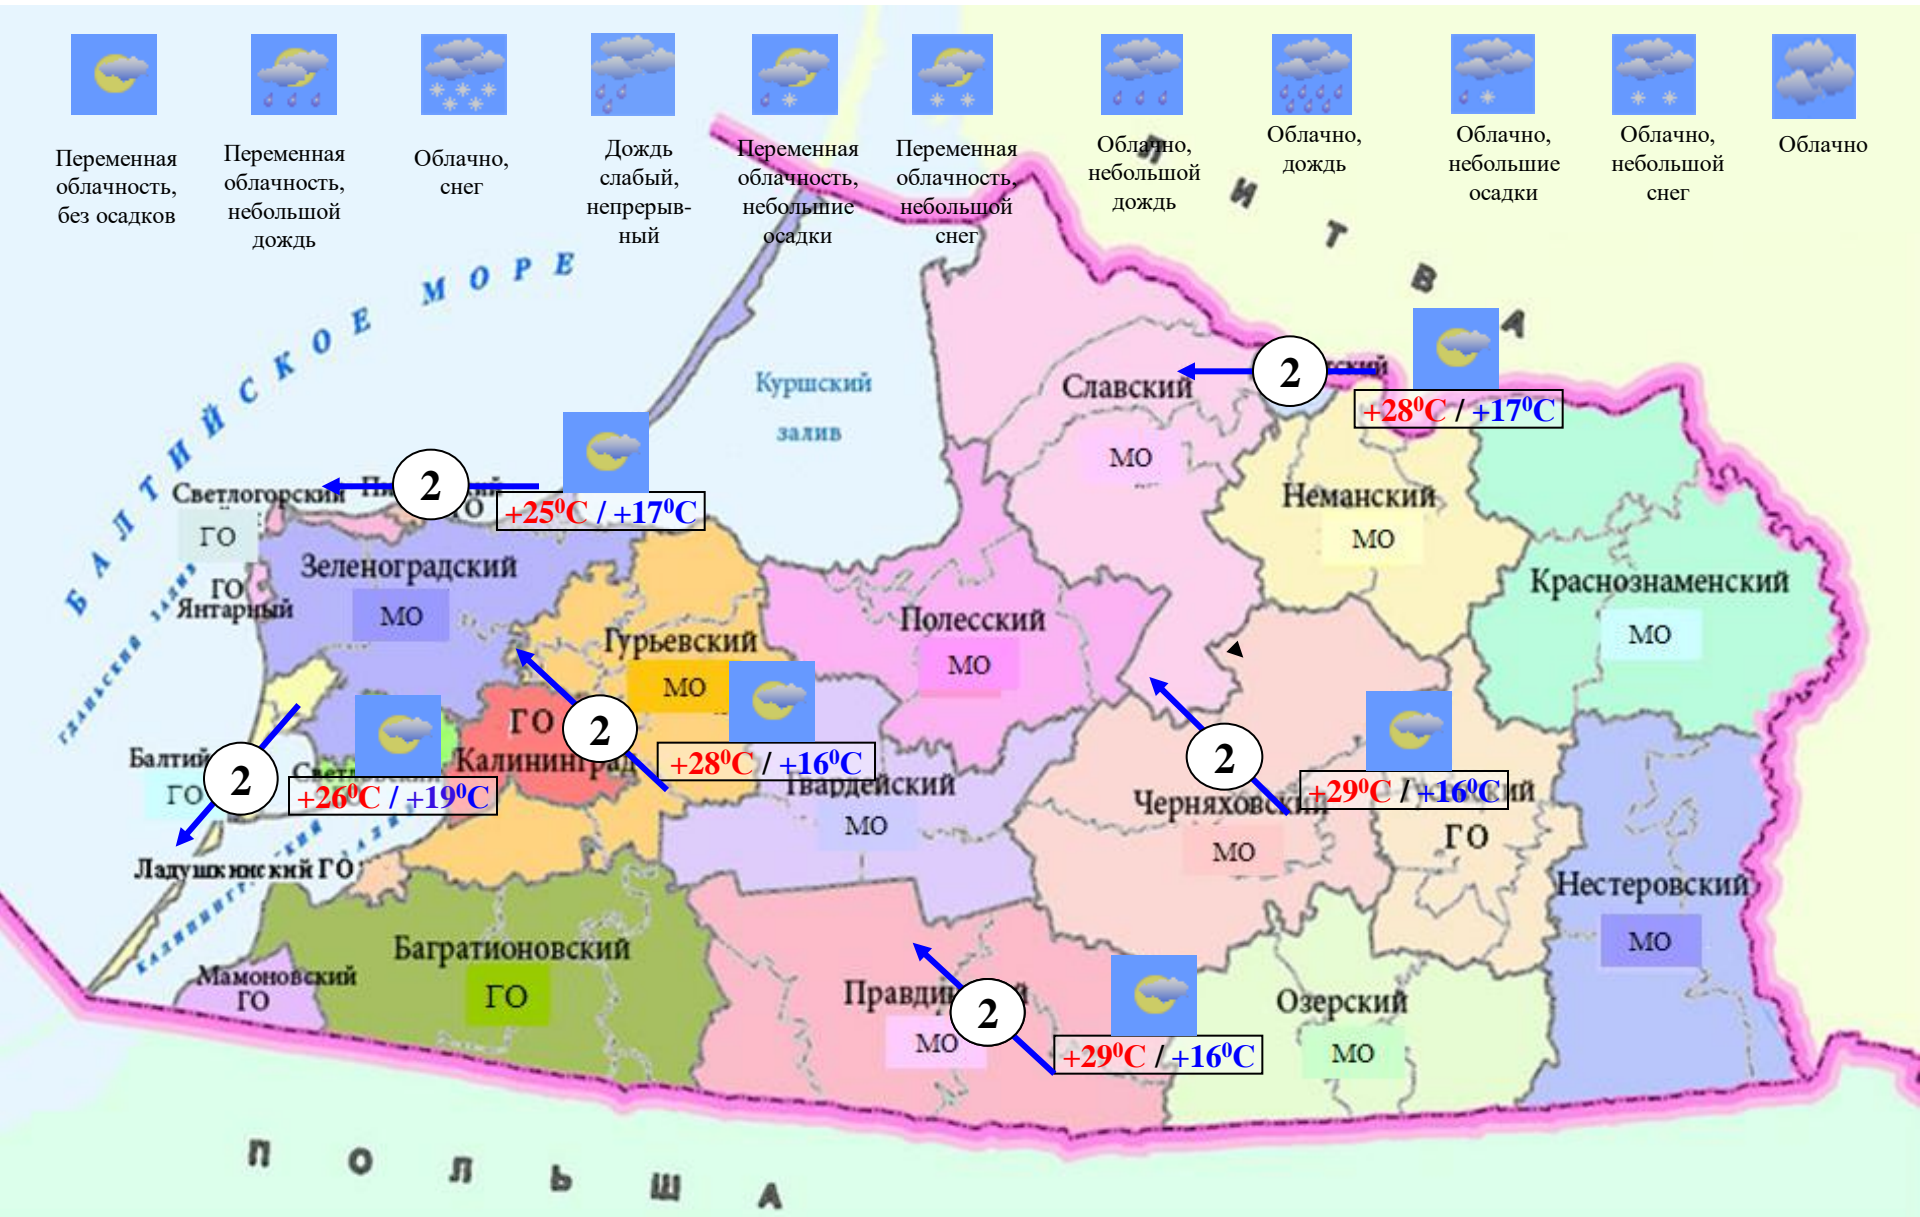 Переменная
облачность,
без осадков
Переменная
облачность,
небольшой
дождь
Облачно,
снег
Дождь
слабый,
непрерыв-
ный
Переменная
облачность,
небольшие
осадки
Переменная
облачность,
небольшой
снег
Облачно,
небольшой
дождь
Облачно,
дождь
Облачно,
небольшие
осадки
Облачно,
небольшой
снег
Облачно
ЛИТВА
БАЛТИЙСКОЕ МОРЕ
Куршский
залив
Славский
МО
2
+28⁰C / +17⁰C
Светлогорский
ГО
2
+25⁰C / +17⁰C
Неманский
МО
Зеленоградский
МО
ГО
Янтарный
Краснознаменский
МО
Полесский
МО
Гурьевский
МО
ГДАНЬСКИЙ ЗАЛИВ
ГО
Калининград
2
+28⁰C / +16⁰C
2
+29⁰C / +16⁰C
ГО
2
+26⁰C / +19⁰C
Гвардейский
МО
Черняховский
МО
ГО
Ладушкинский ГО
Нестеровский
МО
Багратионовский
ГО
Мамоновский
ГО
МО
2
+29⁰C / +16⁰C
Озерский
МО
ПОЛЬША